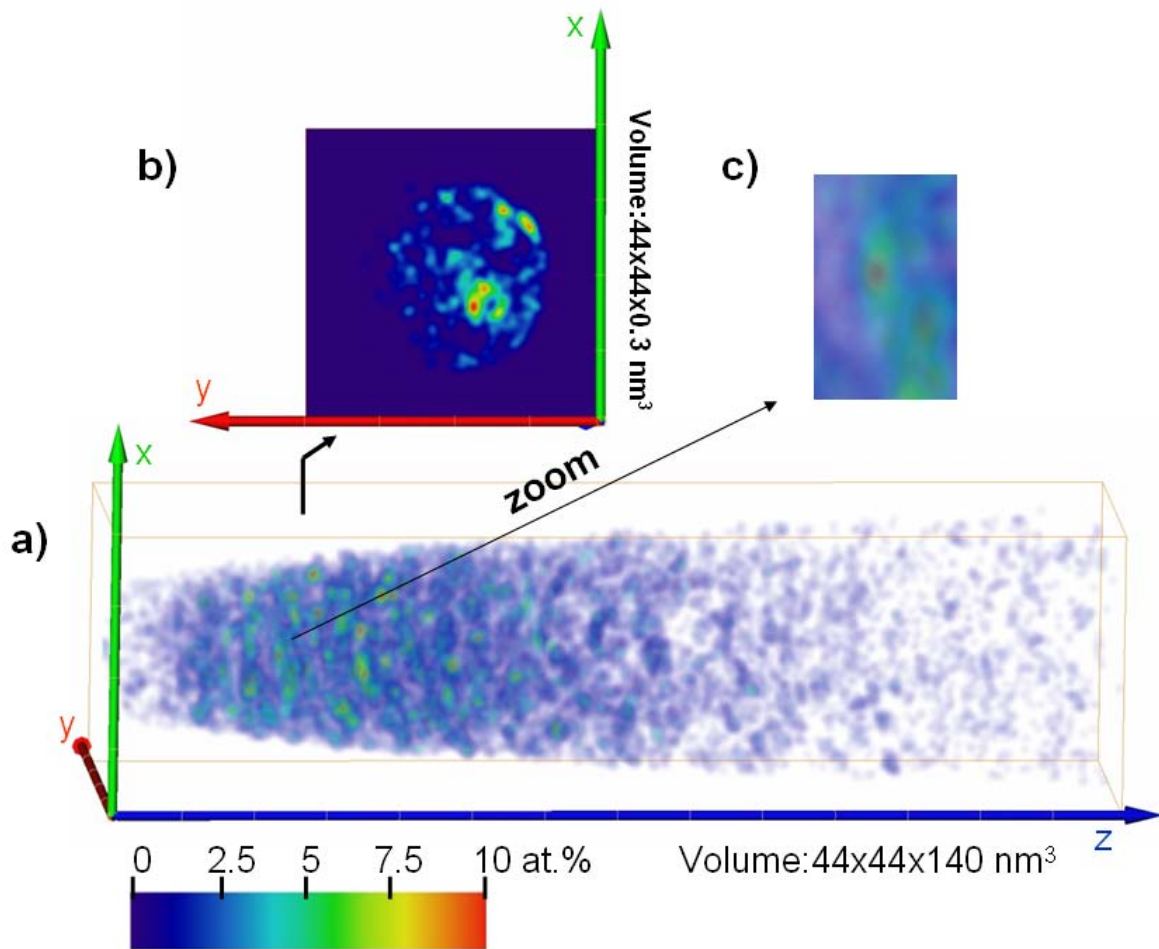 x
b)
Volume:44x44x0.3 nm³
c)
y
x
zoom
a)
y
z
0 2.5 5 7.5 10 at.% Volume:44x44x140 nm³